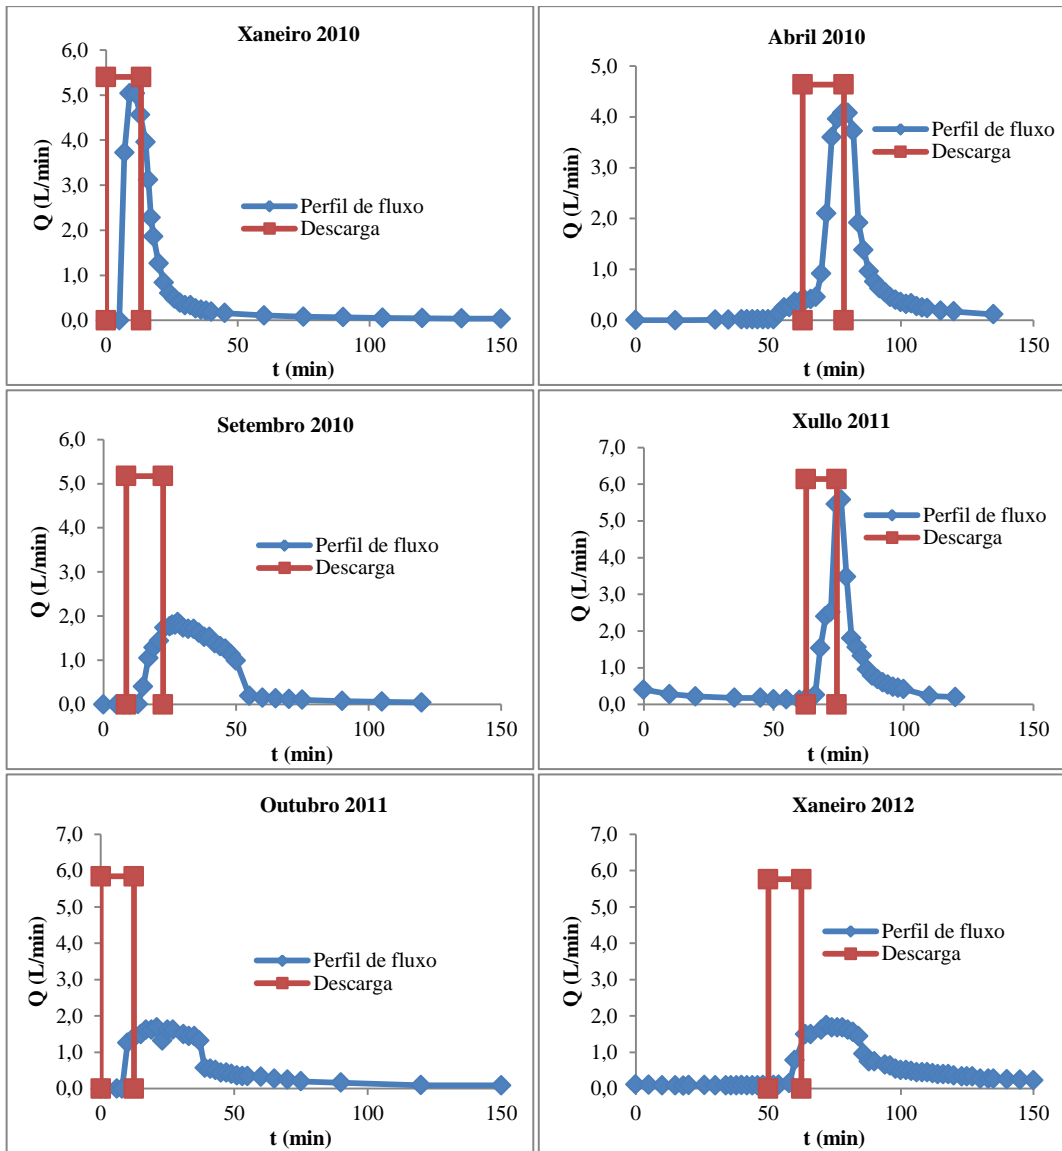 Xaneiro 2010
Q (L/min)
6,0
5,0
4,0
3,0
2,0
1,0
0,0
0
50
100
150
t (min)
Perfil de fluxo
Descarga
Abril 2010
Q (L/min)
5,0
4,0
3,0
2,0
1,0
0,0
0
50
100
150
t (min)
Perfil de fluxo
Descarga
Setembro 2010
Q (L/min)
6,0
5,0
4,0
3,0
2,0
1,0
0,0
0
50
100
150
t (min)
Perfil de fluxo
Descarga
Xullo 2011
Q (L/min)
7,0
6,0
5,0
4,0
3,0
2,0
1,0
0,0
0
50
100
150
t (min)
Perfil de fluxo
Descarga
Outubro 2011
Q (L/min)
7,0
6,0
5,0
4,0
3,0
2,0
1,0
0,0
0
50
100
150
t (min)
Perfil de fluxo
Descarga
Xaneiro 2012
Q (L/min)
7,0
6,0
5,0
4,0
3,0
2,0
1,0
0,0
0
50
100
150
t (min)
Perfil de fluxo
Descarga